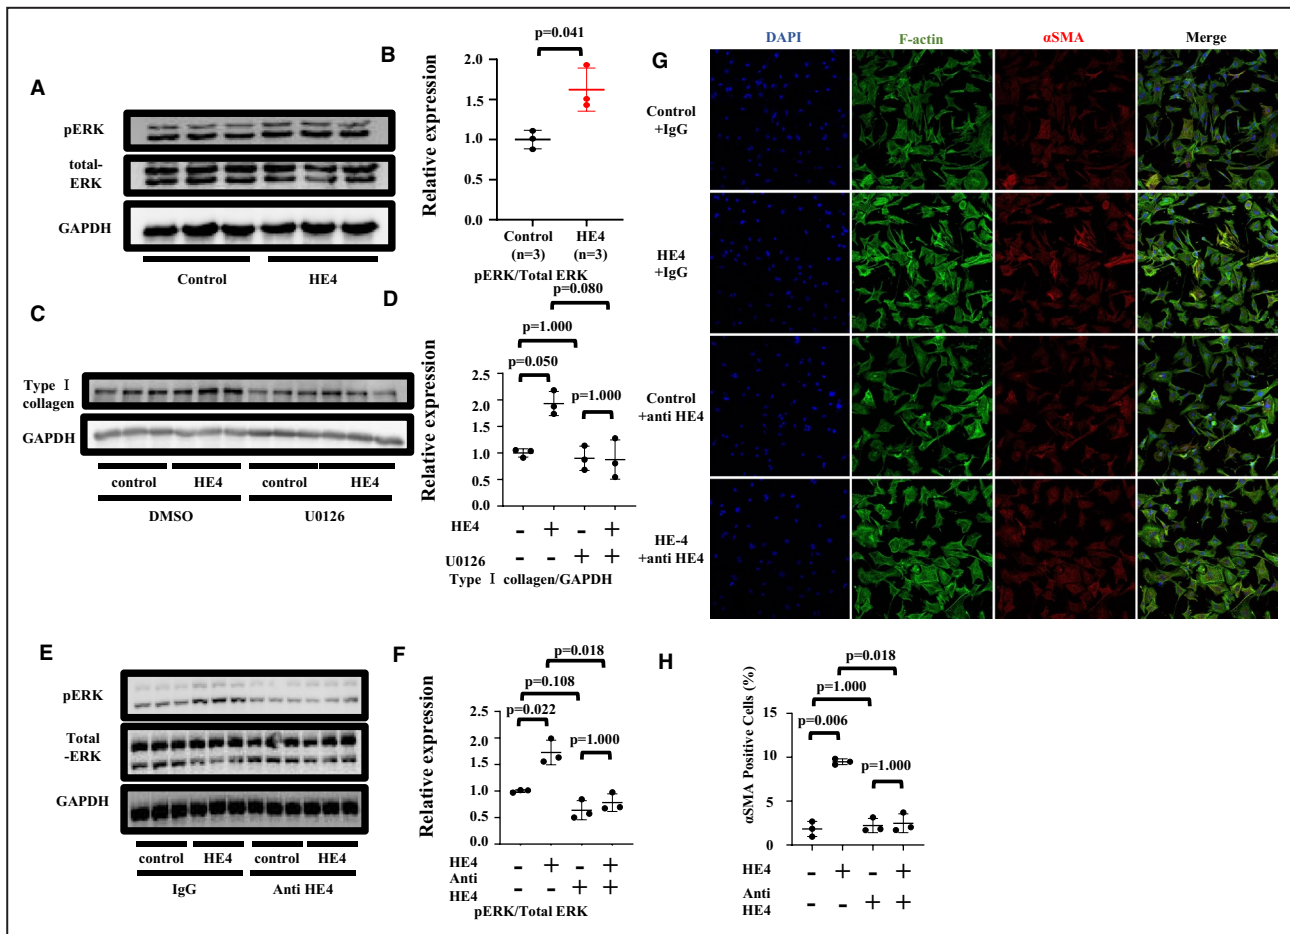 A
pERK
total-
ERK
GAPDH
Control
HE4
B
p=0.041
Relative expression
2.0
1.5
1.0
0.5
0.0
Control
(n=3)
HE4
(n=3)
pERK/Total ERK
C
Type Ⅰ
collagen
GAPDH
control
HE4
control
HE4
DMSO
U0126
D
p=0.080
p=1.000
p=0.050
p=1.000
Relative expression
2.5
2.0
1.5
1.0
0.5
0.0
HE4
- + - +
U0126
- - + +
Type Ⅰ collagen/GAPDH
E
pERK
Total
-ERK
GAPDH
control
HE4
control
HE4
IgG
Anti HE4
F
p=0.018
p=0.108
p=0.022
p=1.000
Relative expression
2.5
2.0
1.5
1.0
0.5
0.0
HE4
- + - +
Anti
HE4
- - + +
pERK/Total ERK
G
DAPI
F-actin
αSMA
Merge
Control
+IgG
HE4
+IgG
Control
+anti HE4
HE-4
+anti HE4
H
p=0.018
p=1.000
p=0.006
p=1.000
αSMA Positive Cells (%)
15
10
5
0
HE4
- + - +
Anti
HE4
- - + +